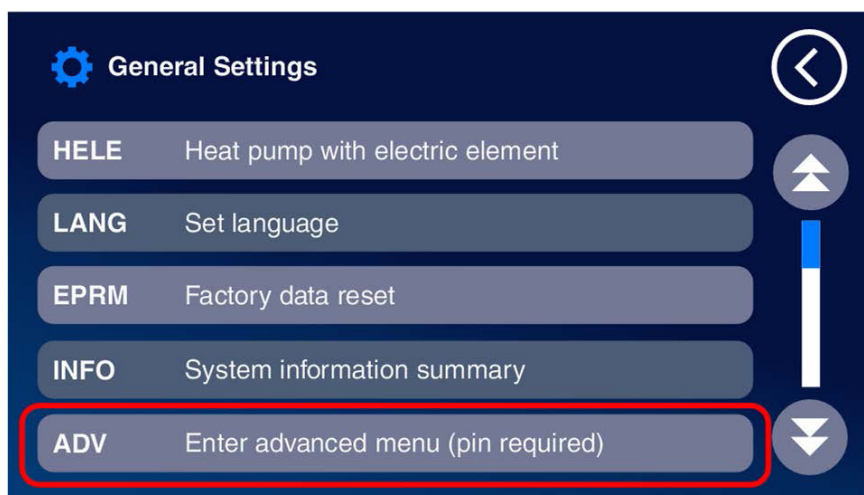 General Settings
HELE Heat pump with electric element
LANG Set language
EPRM Factory data reset
INFO System information summary
ADV Enter advanced menu (pin required)